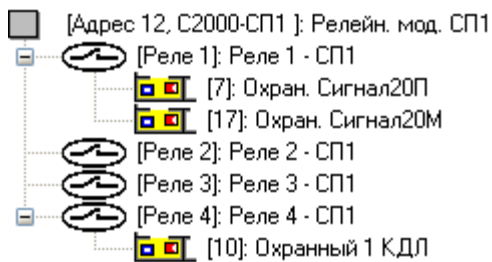 [Адрес 12, С2000-СП1 ]: Релейн. мод. СП1
[Реле 1]: Реле 1 - СП1
[7]: Охран. Сигнал20П
[17]: Охран. Сигнал20М
[Реле 2]: Реле 2 - СП1
[Реле 3]: Реле 3 - СП1
[Реле 4]: Реле 4 - СП1
[10]: Охранный 1 КДЛ